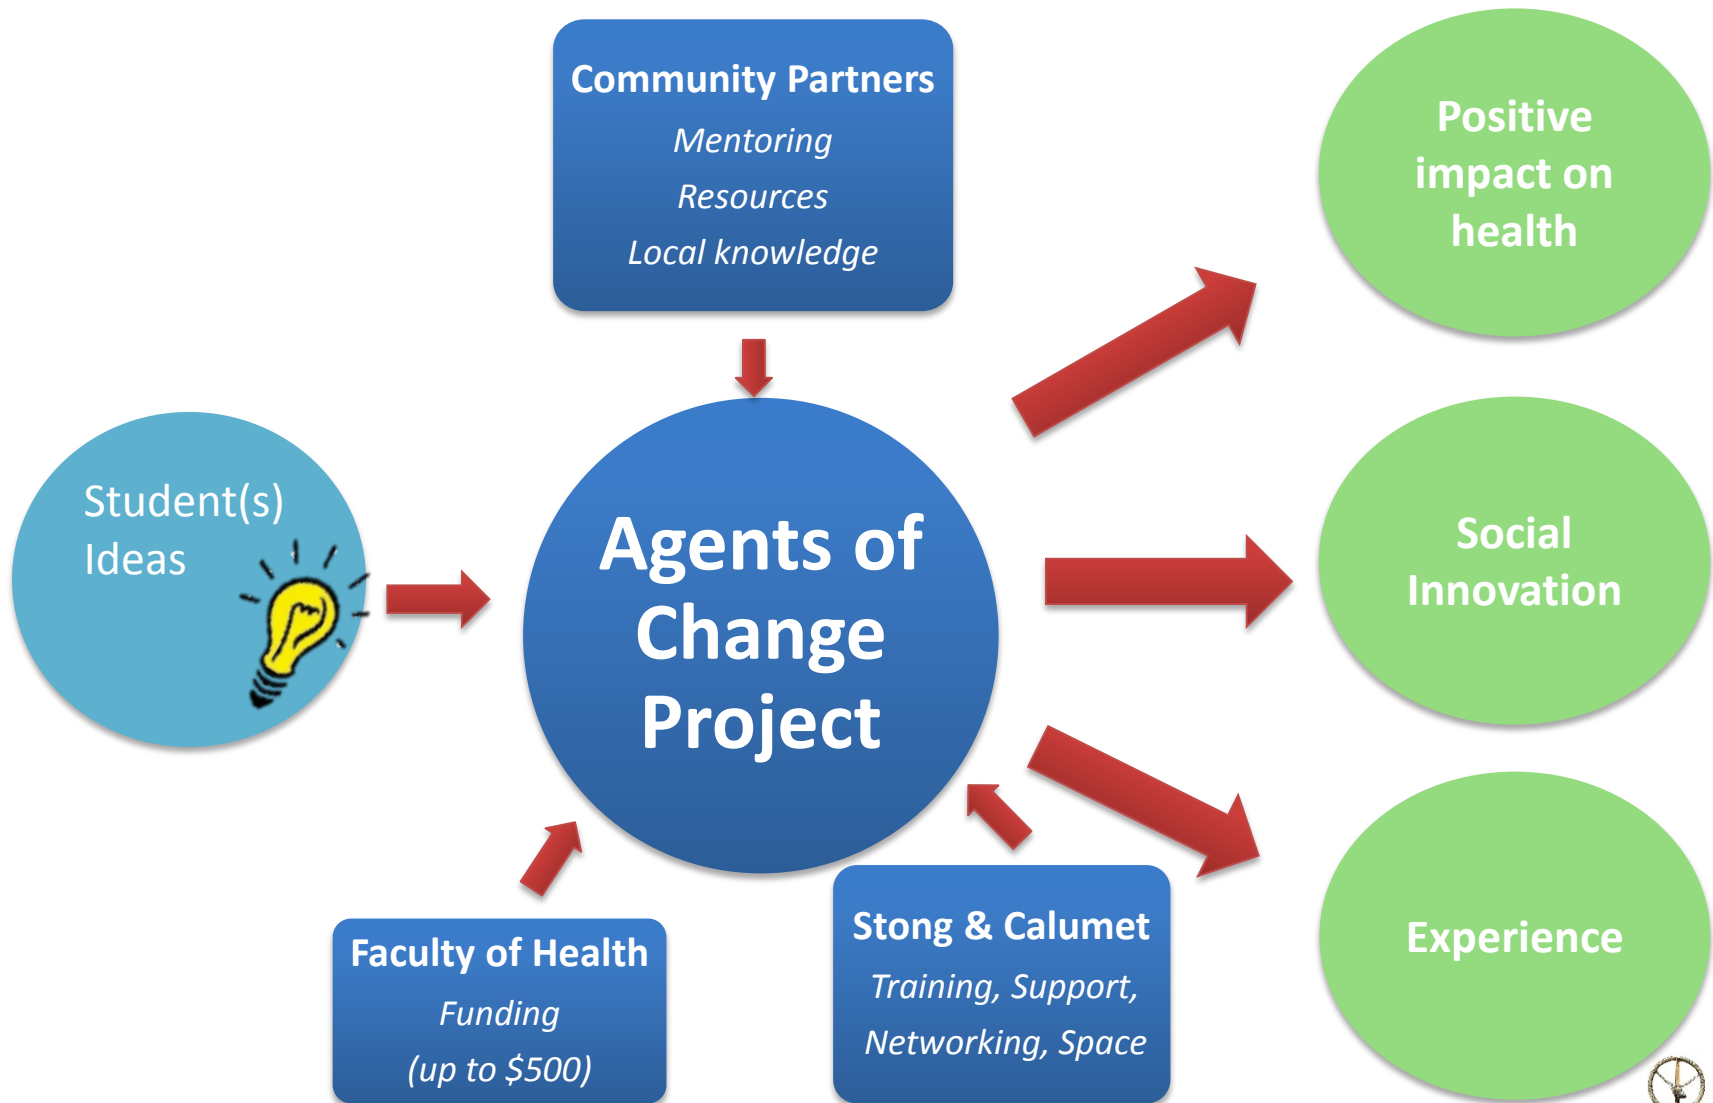 Community Partners
Mentoring
Resources
Local knowledge
Positive
impact on
health
Student(s)
Ideas
Agents of
Change
Project
Social
Innovation
Faculty of Health
Funding
(up to $500)
Stong & Calumet
Training, Support,
Networking, Space
Experience